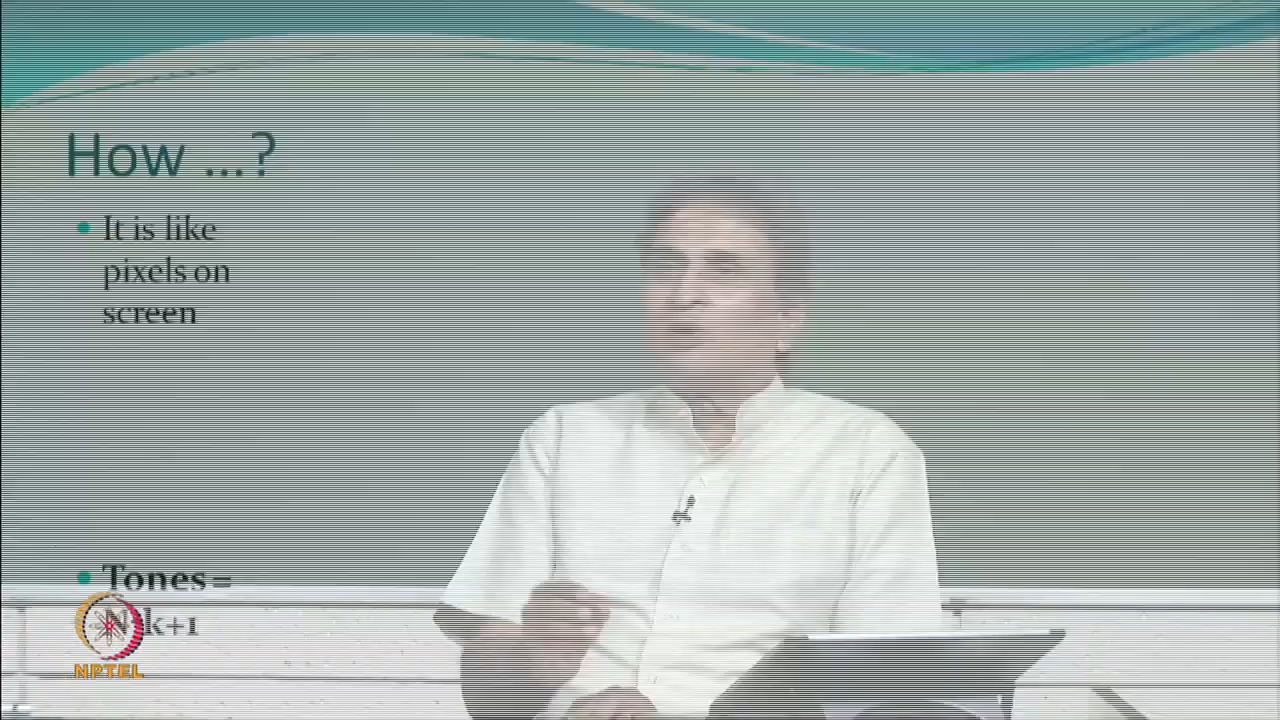 How ...?
It is like
pixels on
screen
Tones=
k+1
NPTEL